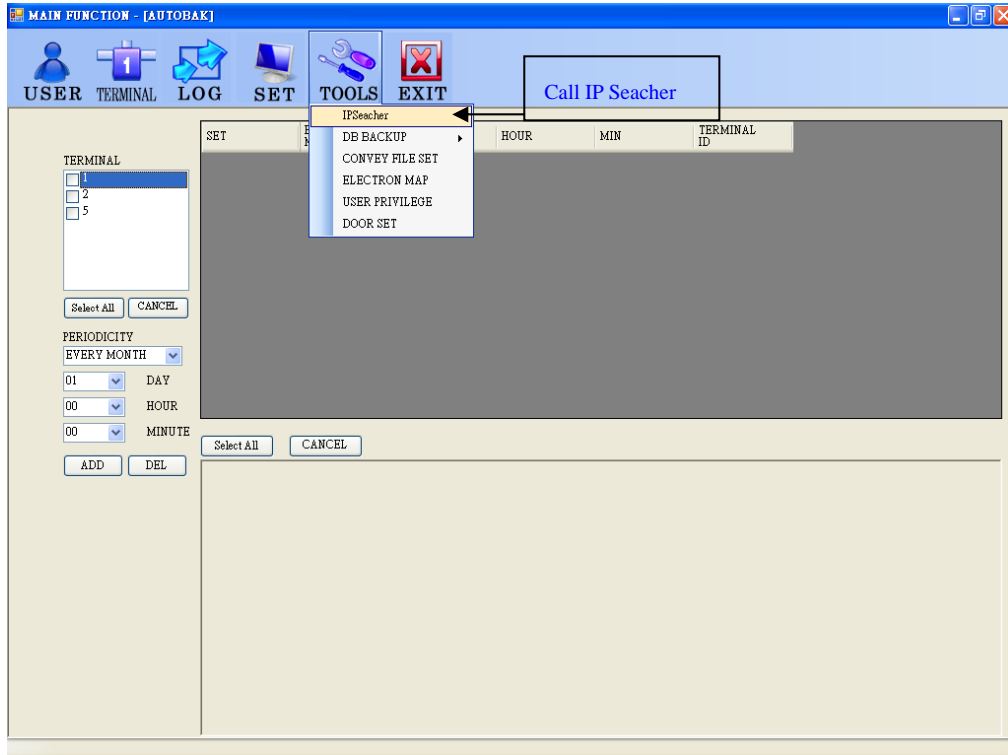 MAIN FUNCTION - [AUTOBAK]
USER TERMINAL LOG SET TOOLS EXIT
1
Call IP Seacher
IPSeacher
DB BACKUP
CONVEY FILE SET
ELECTRON MAP
USER PRIVILEGE
DOOR SET
SET HOUR MIN TERMINAL
ID
TERMINAL
1
2
5
Select All CANCEL
PERIODICITY
EVERY MONTH
01 DAY
00 HOUR
00 MINUTE
ADD DEL
Select All CANCEL